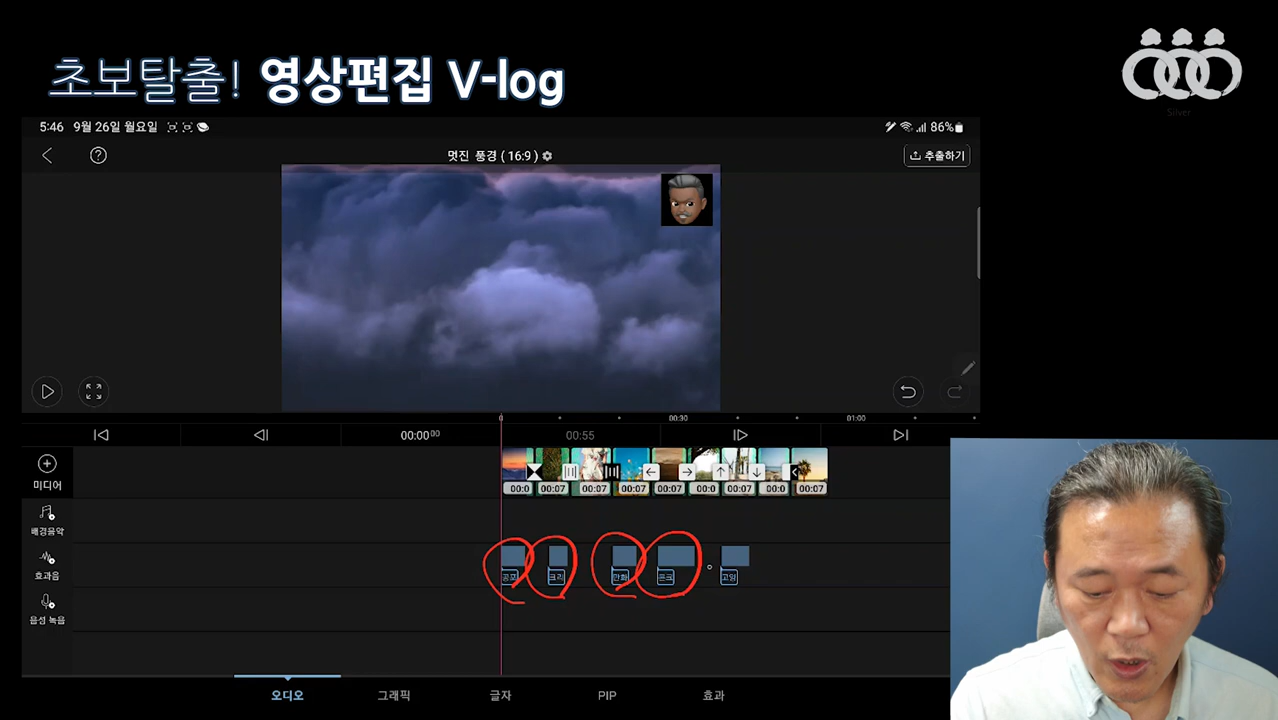 초보탈출! 영상편집 V-log
Silver
5:46 9월 26일 월요일 86%
멋진 풍경 ( 16:9 )
추출하기
0 00:30 01:00
00:00⁰⁰ 00:55
미디어
00:0 00:07 00:07 00:07 00:07 00:0 00:07 00:0 00:07
배경음악
효과음
공포 크리 만화 고양
음성 녹음
오디오 그래픽 글자 PIP 효과